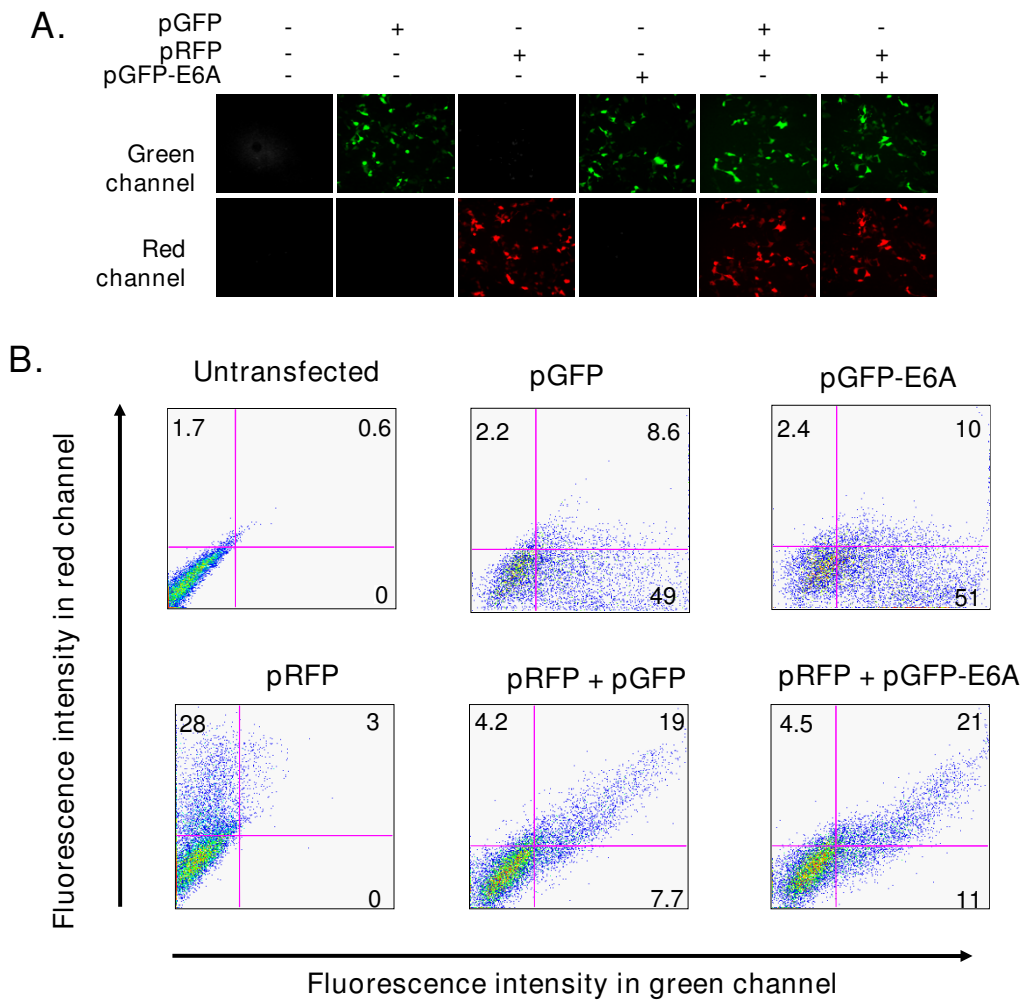 A.
pGFP - + - - + -
pRFP - - + - + +
pGFP-E6A - - - + - +
Green
channel
Red
channel
B.
Untransfected
1.7 0.6
0
pGFP
2.2 8.6
49
pGFP-E6A
2.4 10
51
pRFP
28 3
0
pRFP + pGFP
4.2 19
7.7
pRFP + pGFP-E6A
4.5 21
11
Fluorescence intensity in red channel
Fluorescence intensity in green channel